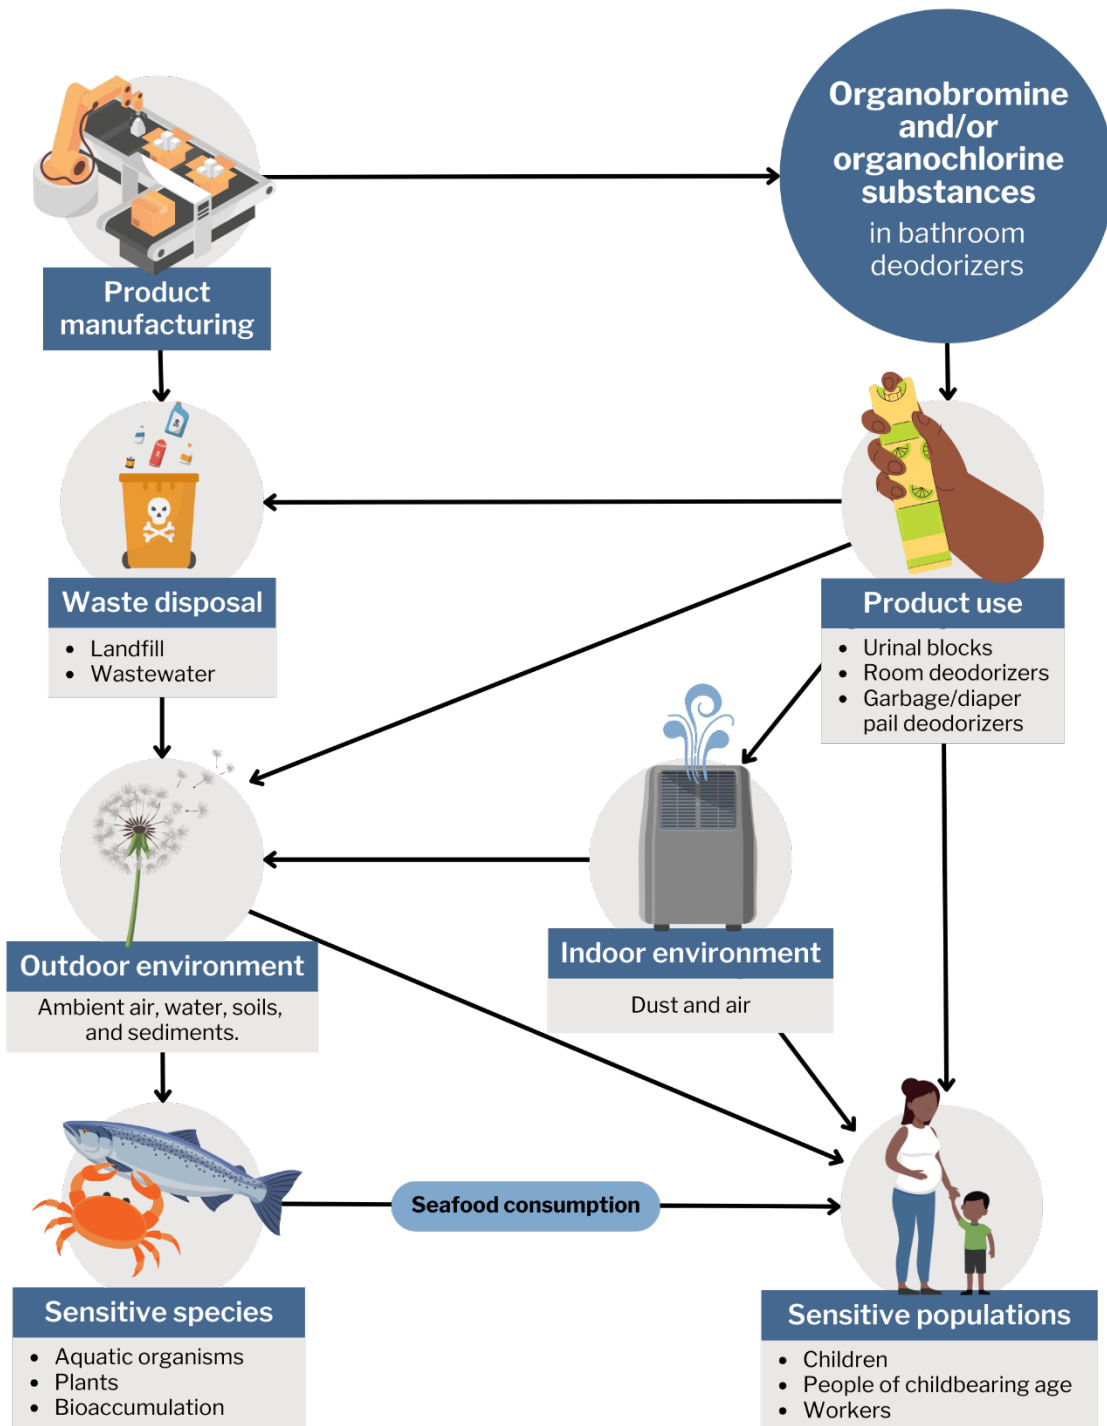 Organobromine
and/or
organochlorine
substances
in bathroom
deodorizers
Product
manufacturing
Waste disposal
• Landfill
• Wastewater
Product use
• Urinal blocks
• Room deodorizers
• Garbage/diaper
pail deodorizers
Outdoor environment
Ambient air, water, soils,
and sediments.
Indoor environment
Dust and air
Seafood consumption
Sensitive species
• Aquatic organisms
• Plants
• Bioaccumulation
Sensitive populations
• Children
• People of childbearing age
• Workers